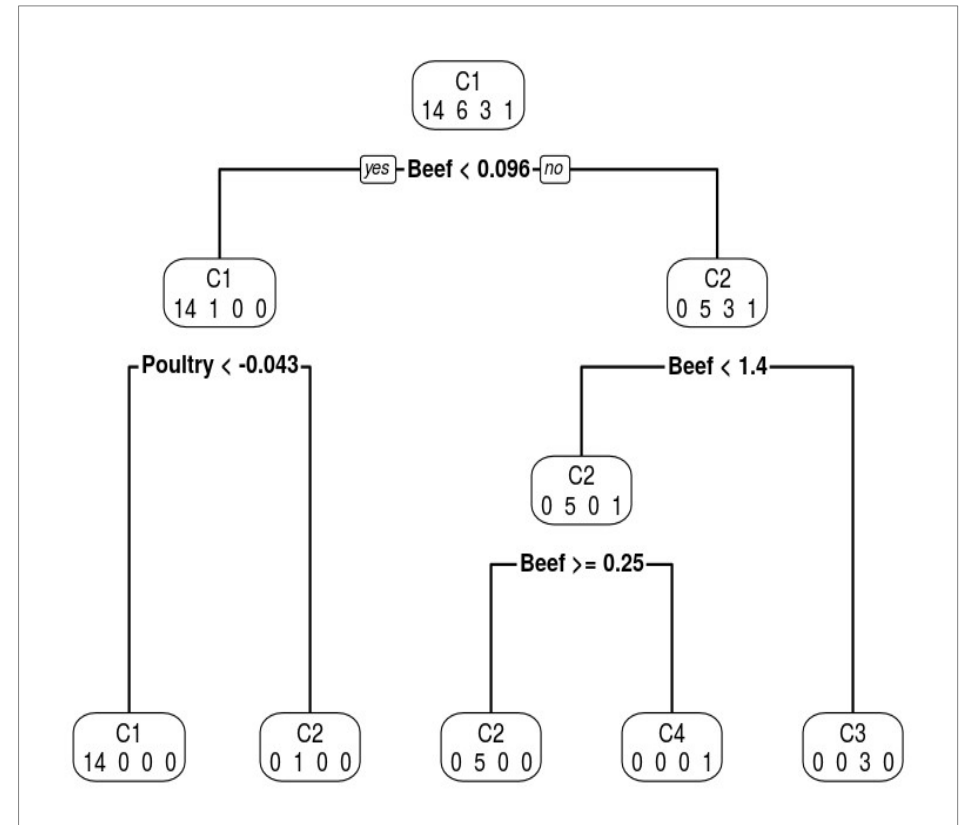 C1
14 6 3 1
yes Beef < 0.096 no
C1
14 1 0 0
C2
0 5 3 1
Poultry < -0.043
Beef < 1.4
C2
0 5 0 1
Beef >= 0.25
C1
14 0 0 0
C2
0 1 0 0
C2
0 5 0 0
C4
0 0 0 1
C3
0 0 3 0